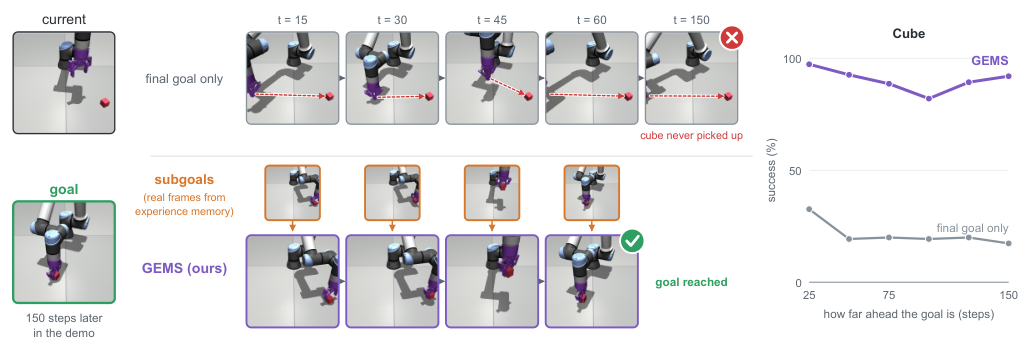 current
t = 15
t = 30
t = 45
t = 60
t = 150
final goal only
cube never picked up
goal
150 steps later
in the demo
subgoals
(real frames from
experience memory)
GEMS (ours)
goal reached
Cube
GEMS
final goal only
success (%)
100
50
0
25
75
150
how far ahead the goal is (steps)